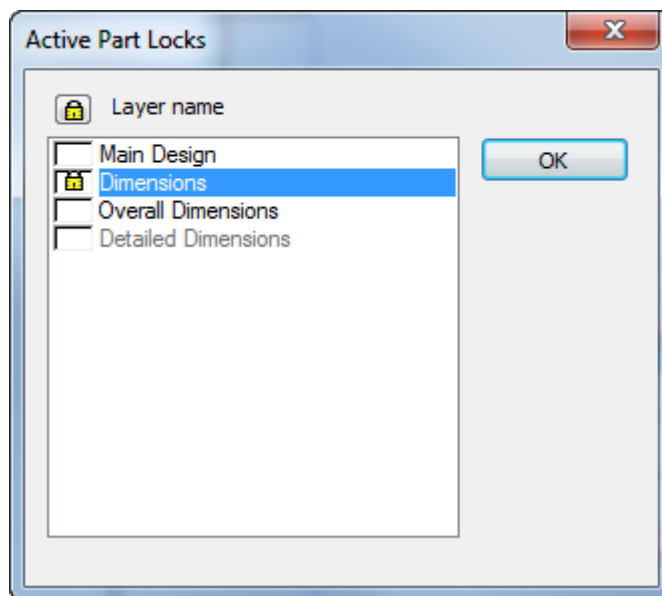 Active Part Locks
Layer name
Main Design
Dimensions
Overall Dimensions
Detailed Dimensions
OK